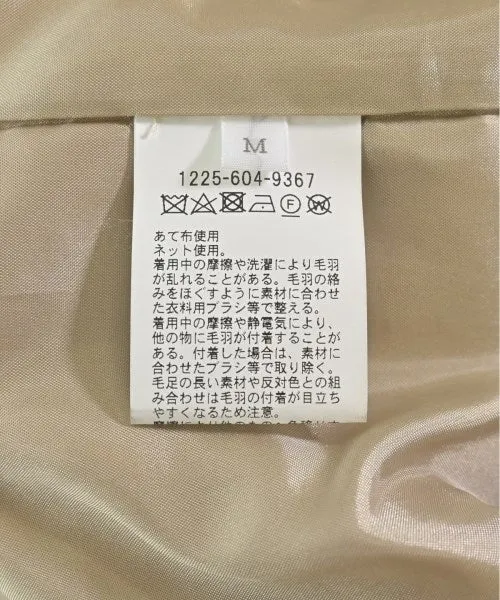 M
1225-604-9367
F
W
あて布使用
ネット使用。
着用中の摩擦や洗濯により毛羽
が乱れることがある。毛羽の絡
みをほぐすように素材に合わせ
た衣料用ブラシ等で整える。
着用中の摩擦や静電気により、
他の物に毛羽が付着することが
ある。付着した場合は、素材に
合わせたブラシ等で取り除く。
毛足の長い素材や反対色との組
み合わせは毛羽の付着が目立ち
やすくなるため注意。